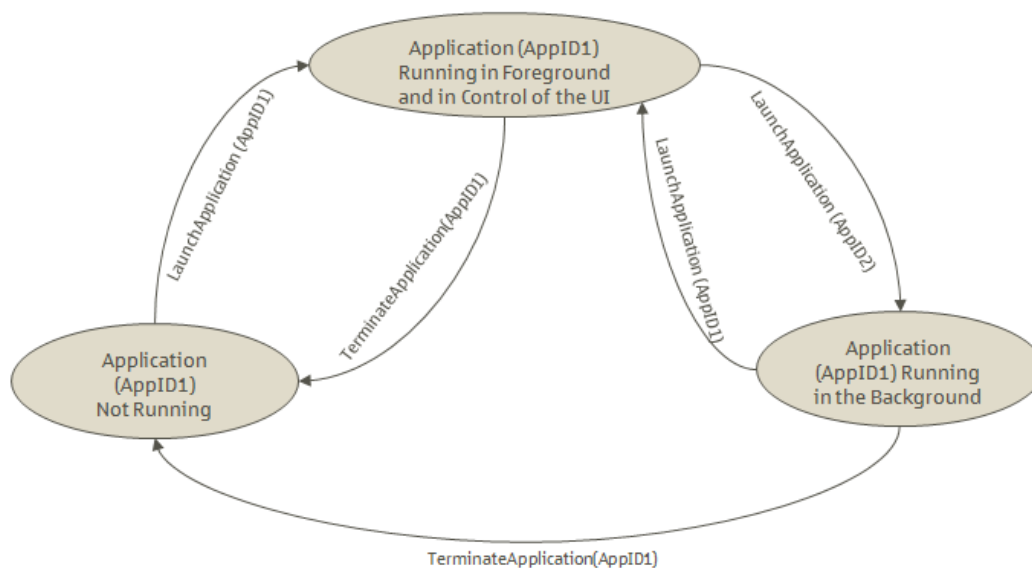 Application (AppID1)
Running in Foreground
and in Control of the UI
LaunchApplication (AppID1)
TerminateApplication(AppID1)
LaunchApplication (AppID1)
LaunchApplication (AppID2)
Application
(AppID1)
Not Running
Application
(AppID1) Running
in the Background
TerminateApplication(AppID1)